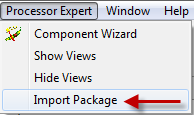 Processor Expert Window Help
Component Wizard
Show Views
Hide Views
Import Package